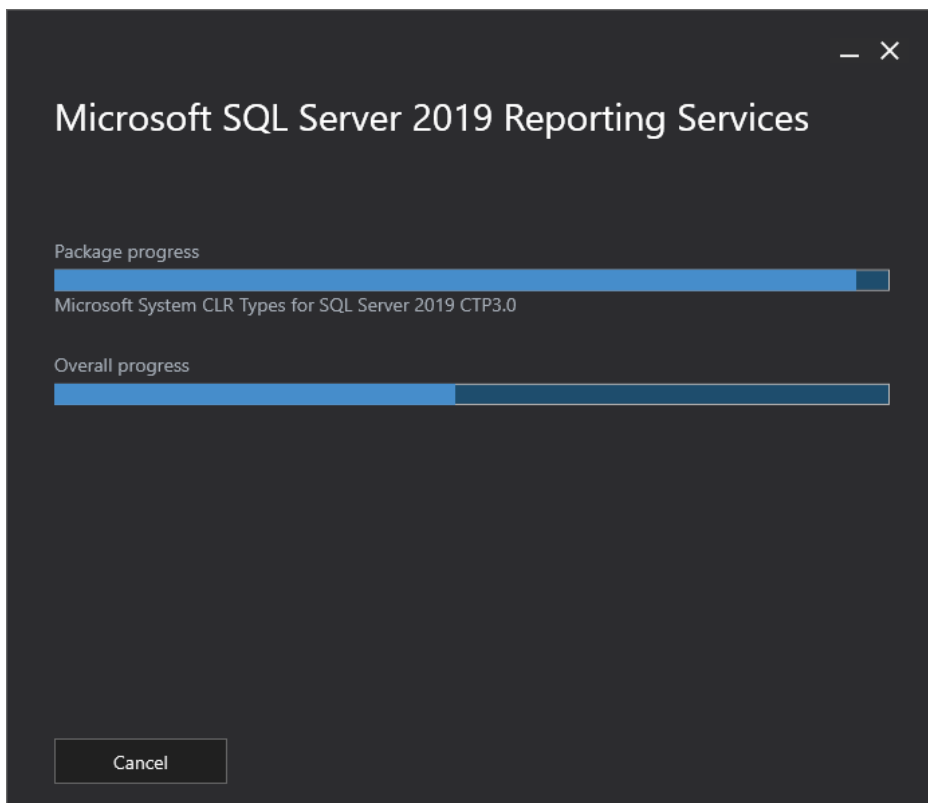 Microsoft SQL Server 2019 Reporting Services
Package progress
Microsoft System CLR Types for SQL Server 2019 CTP3.0
Overall progress
Cancel